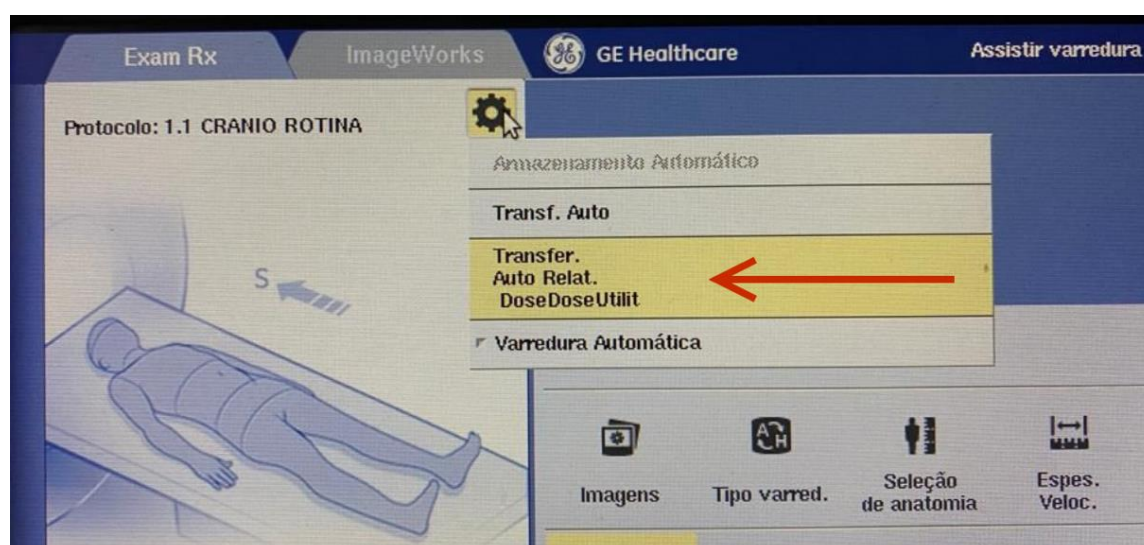 Exam Rx
ImageWorks
GE Healthcare
Assistir varredura
Protocolo: 1.1 CRANIO ROTINA
Armazenamento Automático
Transf. Auto
Transfer.
Auto Relat.
DoseDoseUtilit
Varredura Automática
S
Imagens
Tipo varred.
Seleção
de anatomia
Espes.
Veloc.